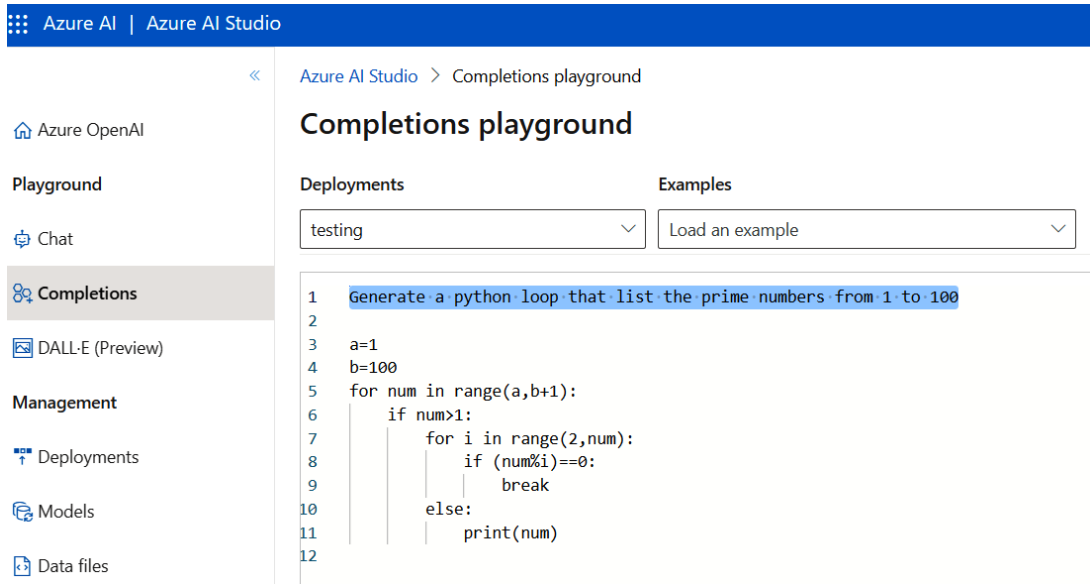 Azure AI | Azure AI Studio
Azure AI Studio > Completions playground
Azure OpenAI
Playground
Chat
Completions
DALL·E (Preview)
Management
Deployments
Models
Data files
Completions playground
Deployments
Examples
testing
Load an example
1 Generate a python loop that list the prime numbers from 1 to 100
2
3 a=1
4 b=100
5 for num in range(a,b+1):
6     if num>1:
7         for i in range(2,num):
8             if (num%i)==0:
9                 break
10         else:
11             print(num)
12